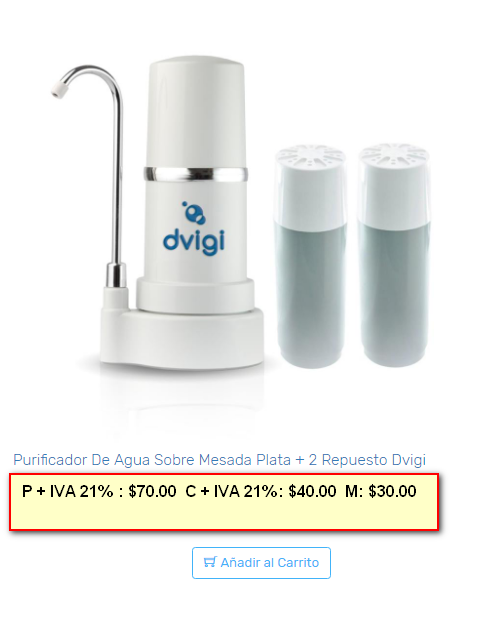 dvigi
Purificador De Agua Sobre Mesada Plata + 2 Repuesto Dvigi
P + IVA 21% : $70.00 C + IVA 21%: $40.00 M: $30.00
Añadir al Carrito